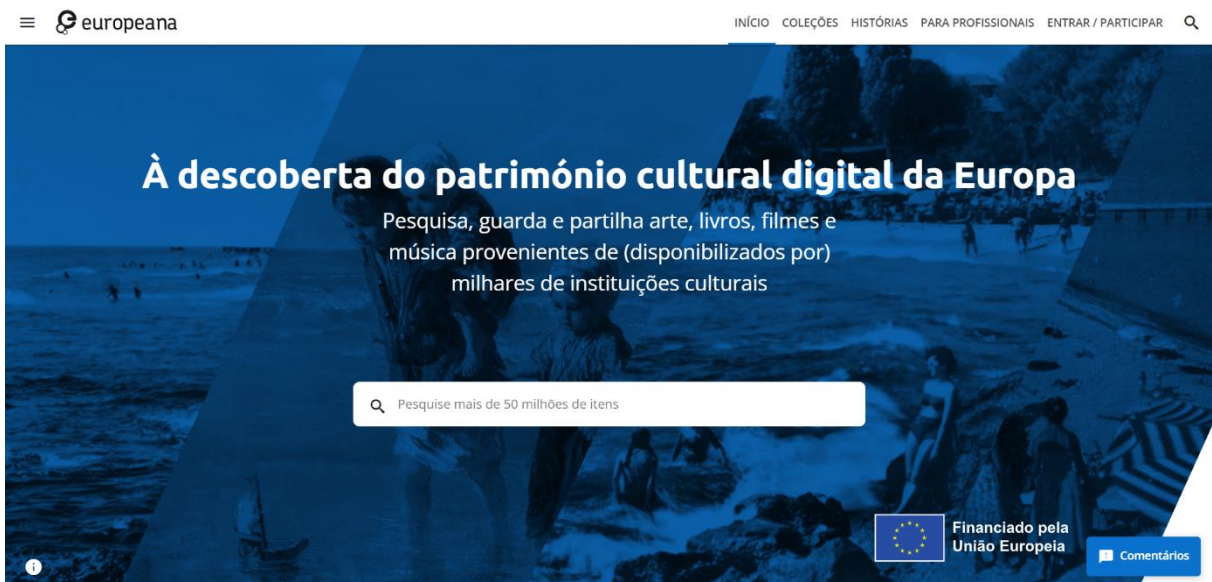 europeana
INÍCIO COLEÇÕES HISTÓRIAS PARA PROFISSIONAIS ENTRAR / PARTICIPAR
À descoberta do património cultural digital da Europa
Pesquisa, guarda e partilha arte, livros, filmes e
música provenientes de (disponibilizados por)
milhares de instituições culturais
Pesquise mais de 50 milhões de itens
Financiado pela
União Europeia
Comentários